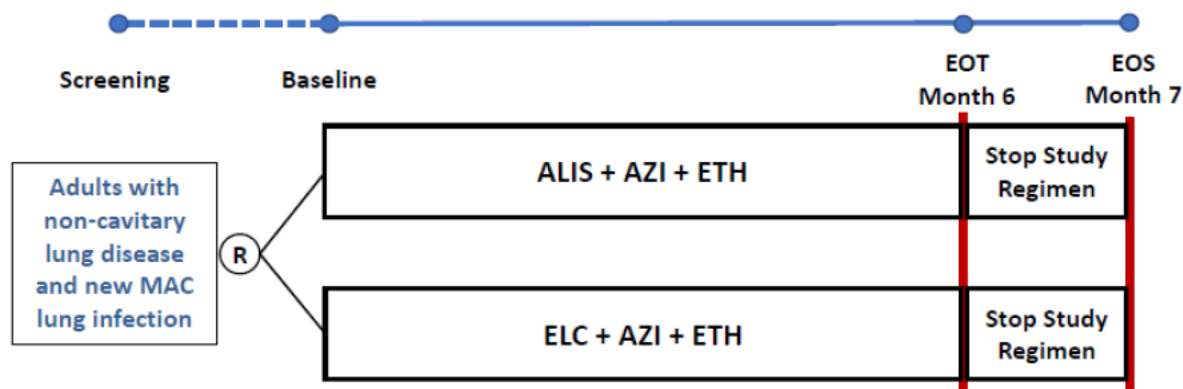 Screening
Baseline
EOT
Month 6
EOS
Month 7
Adults with
non-cavitary
lung disease
and new MAC
lung infection
R
ALIS + AZI + ETH
Stop Study
Regimen
ELC + AZI + ETH
Stop Study
Regimen